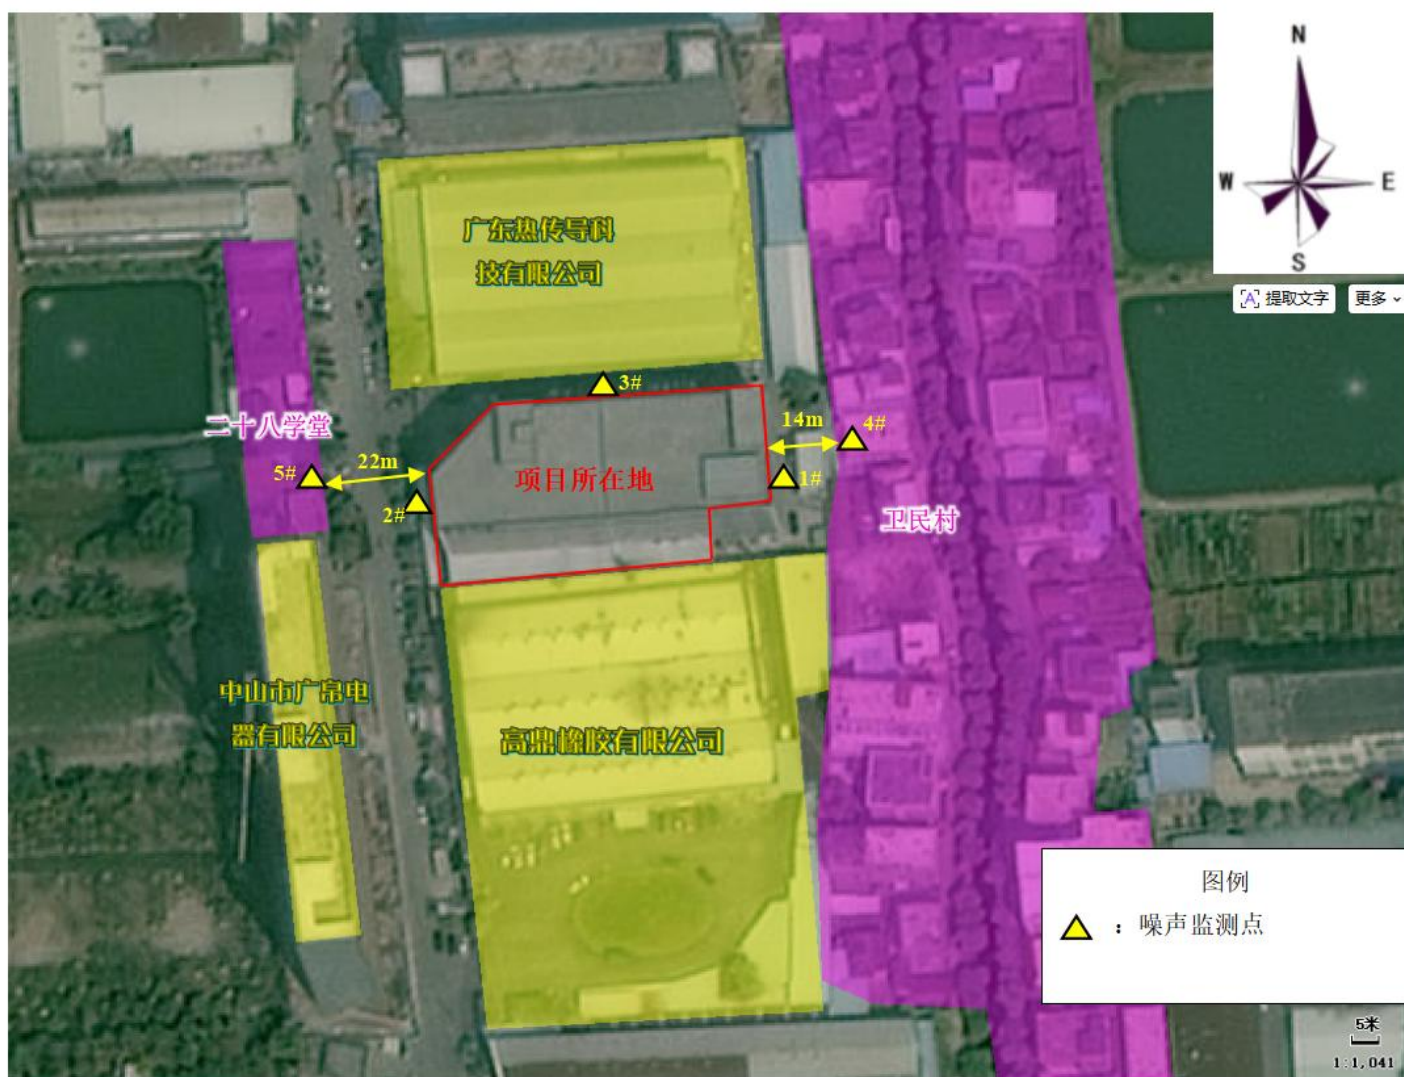 N
W
E
S
提取文字
更多
广东热传导科
技有限公司
3#
14m
4#
二十八学堂
22m
5#
项目所在地
1#
2#
卫民村
中山市广帛电
器有限公司
高鼎橡胶有限公司
图例
：噪声监测点
5米
1:1,041